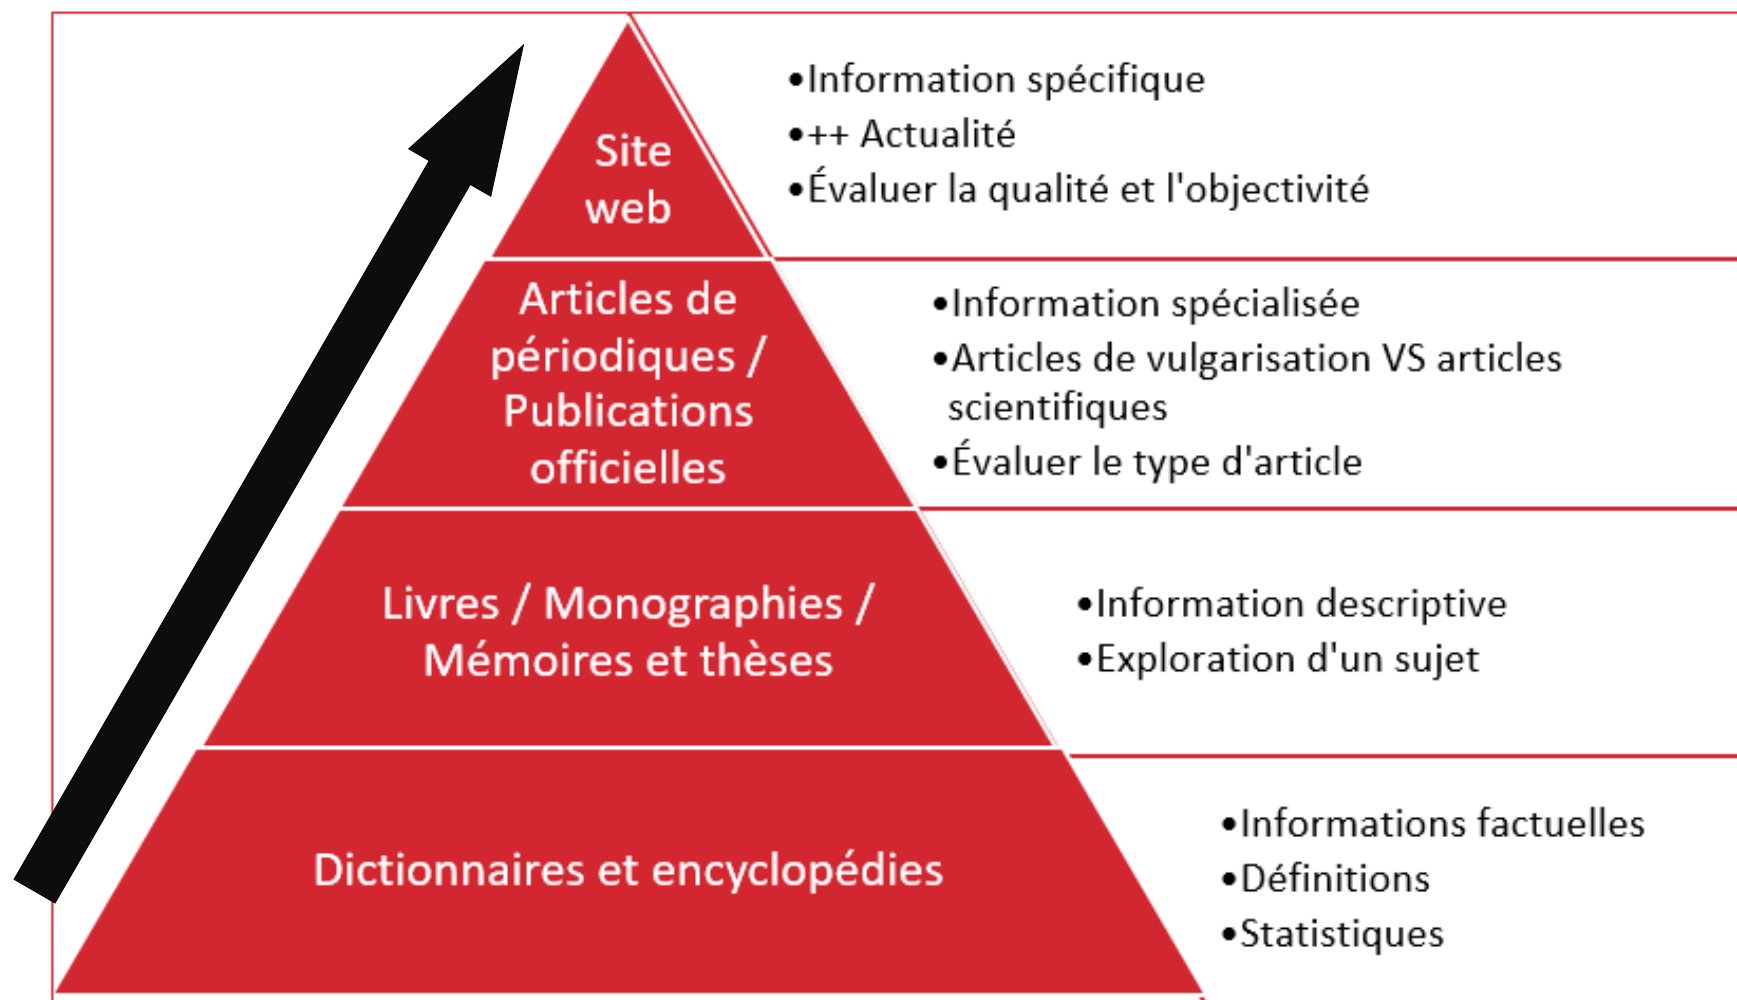 Site
web
•Information spécifique
•++ Actualité
•Évaluer la qualité et l'objectivité
Articles de
périodiques /
Publications
officielles
•Information spécialisée
•Articles de vulgarisation VS articles
scientifiques
•Évaluer le type d'article
Livres / Monographies /
Mémoires et thèses
•Information descriptive
•Exploration d'un sujet
Dictionnaires et encyclopédies
•Informations factuelles
•Définitions
•Statistiques